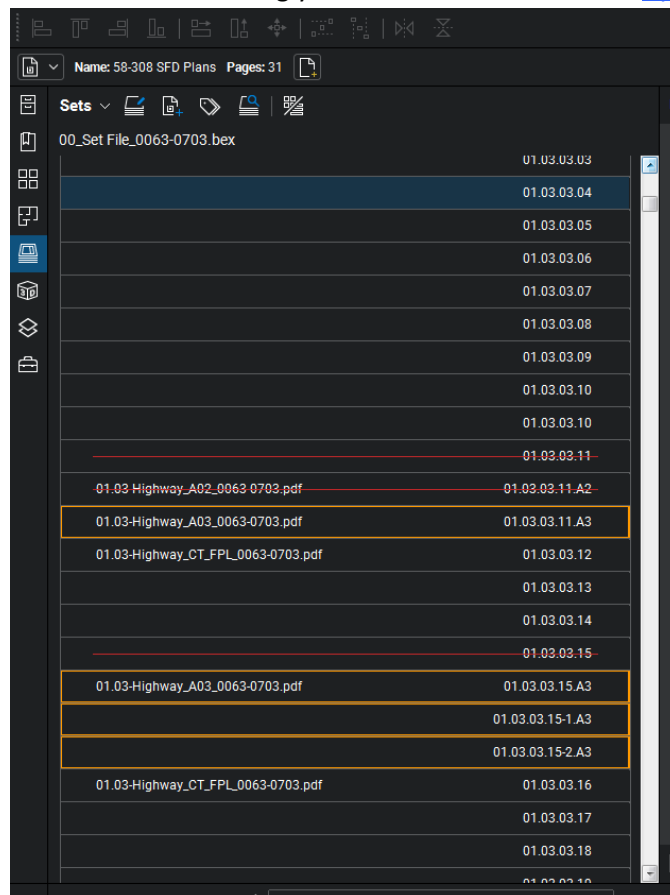 Name: 58-308 SFD Plans Pages: 31
Sets
00_Set File_0063-0703.bex
01.03.03.03
01.03.03.04
01.03.03.05
01.03.03.06
01.03.03.07
01.03.03.08
01.03.03.09
01.03.03.10
01.03.03.10
01.03.03.11
01.03-Highway_A02_0063-0703.pdf 01.03.03.11.A2
01.03-Highway_A03_0063-0703.pdf 01.03.03.11.A3
01.03-Highway_CT_FPL_0063-0703.pdf 01.03.03.12
01.03.03.13
01.03.03.14
01.03.03.15
01.03-Highway_A03_0063-0703.pdf 01.03.03.15.A3
01.03.03.15-1.A3
01.03.03.15-2.A3
01.03-Highway_CT_FPL_0063-0703.pdf 01.03.03.16
01.03.03.17
01.03.03.18
01.03.03.19